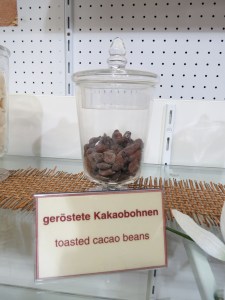 geröstete Kakaobohnen
toasted cacao beans